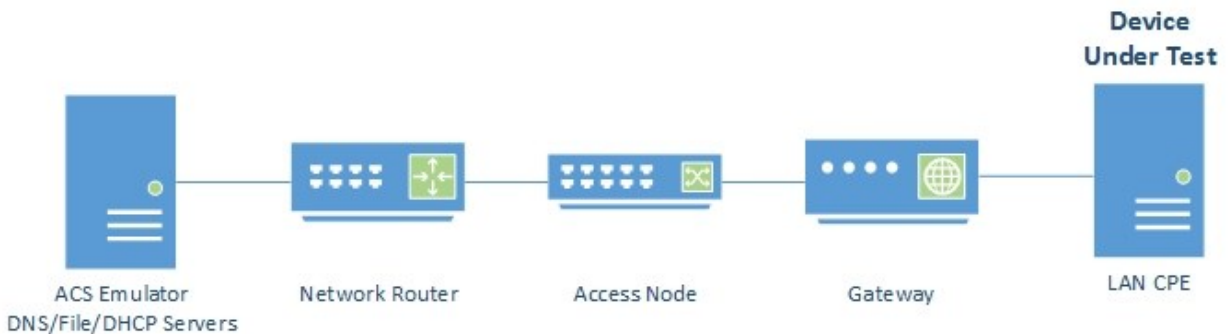 Device
Under Test
ACS Emulator
DNS/File/DHCP Servers
Network Router
Access Node
Gateway
LAN CPE